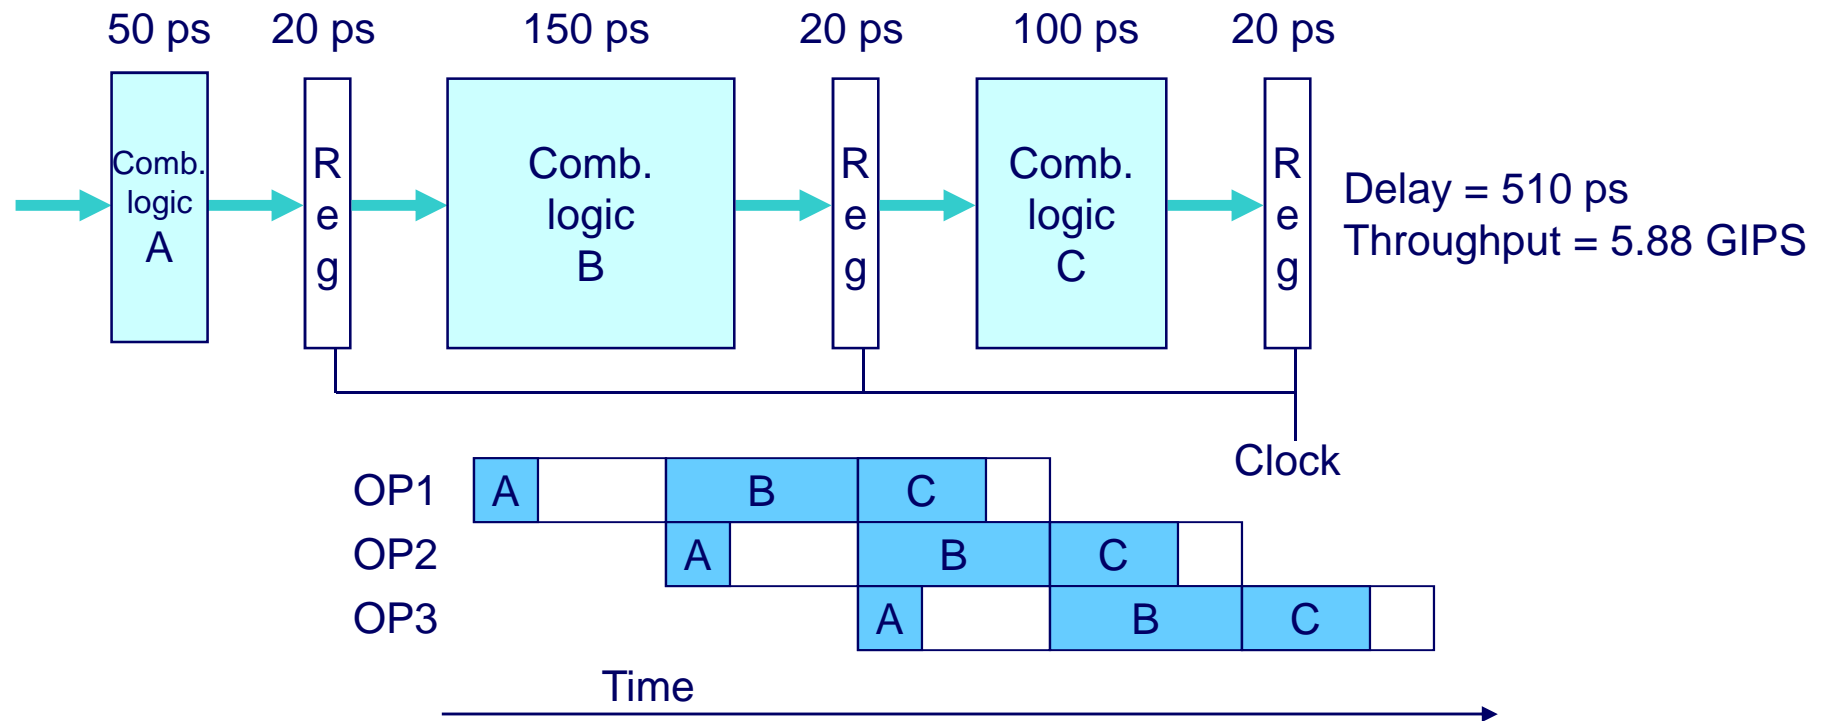 50 ps 20 ps 150 ps 20 ps 100 ps 20 ps
Comb.
logic
A
R
e
g
Comb.
logic
B
R
e
g
Comb.
logic
C
R
e
g
Delay = 510 ps
Throughput = 5.88 GIPS
Clock
OP1 A B C
OP2 A B C
OP3 A B C
Time